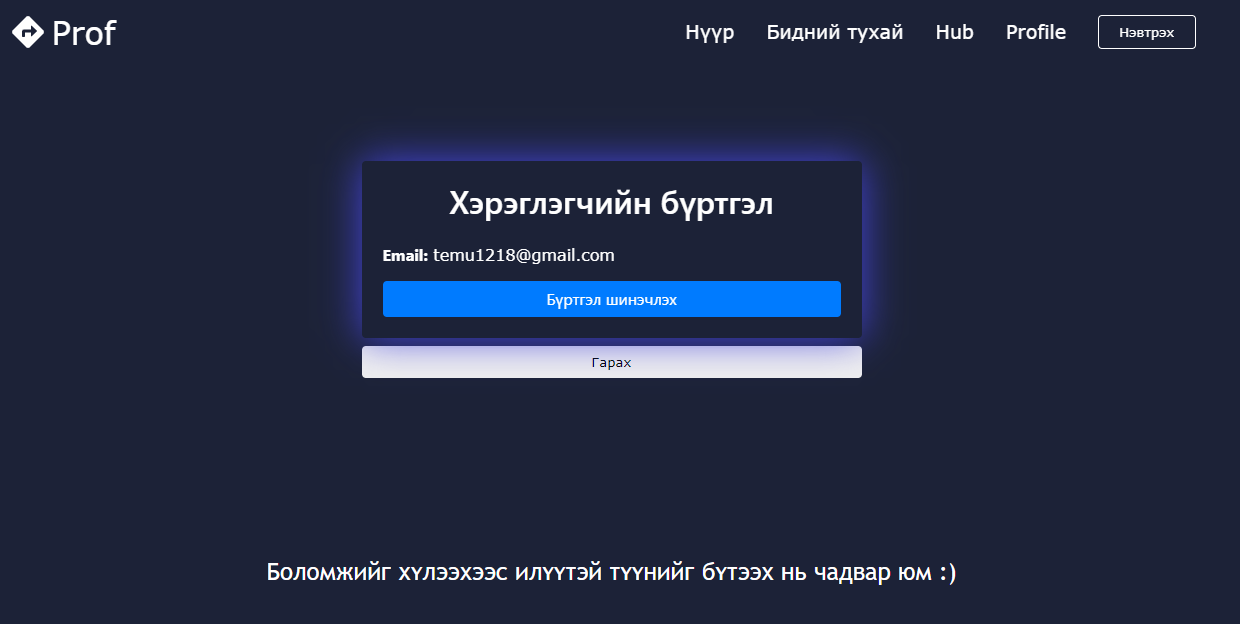 Prof
Нүүр Бидний тухай Hub Profile Нэвтрэх
Хэрэглэгчийн бүртгэл
Email: temu1218@gmail.com
Бүртгэл шинэчлэх
Гарах
Боломжийг хүлээхээс илүүтэй түүнийг бүтээх нь чадвар юм :)